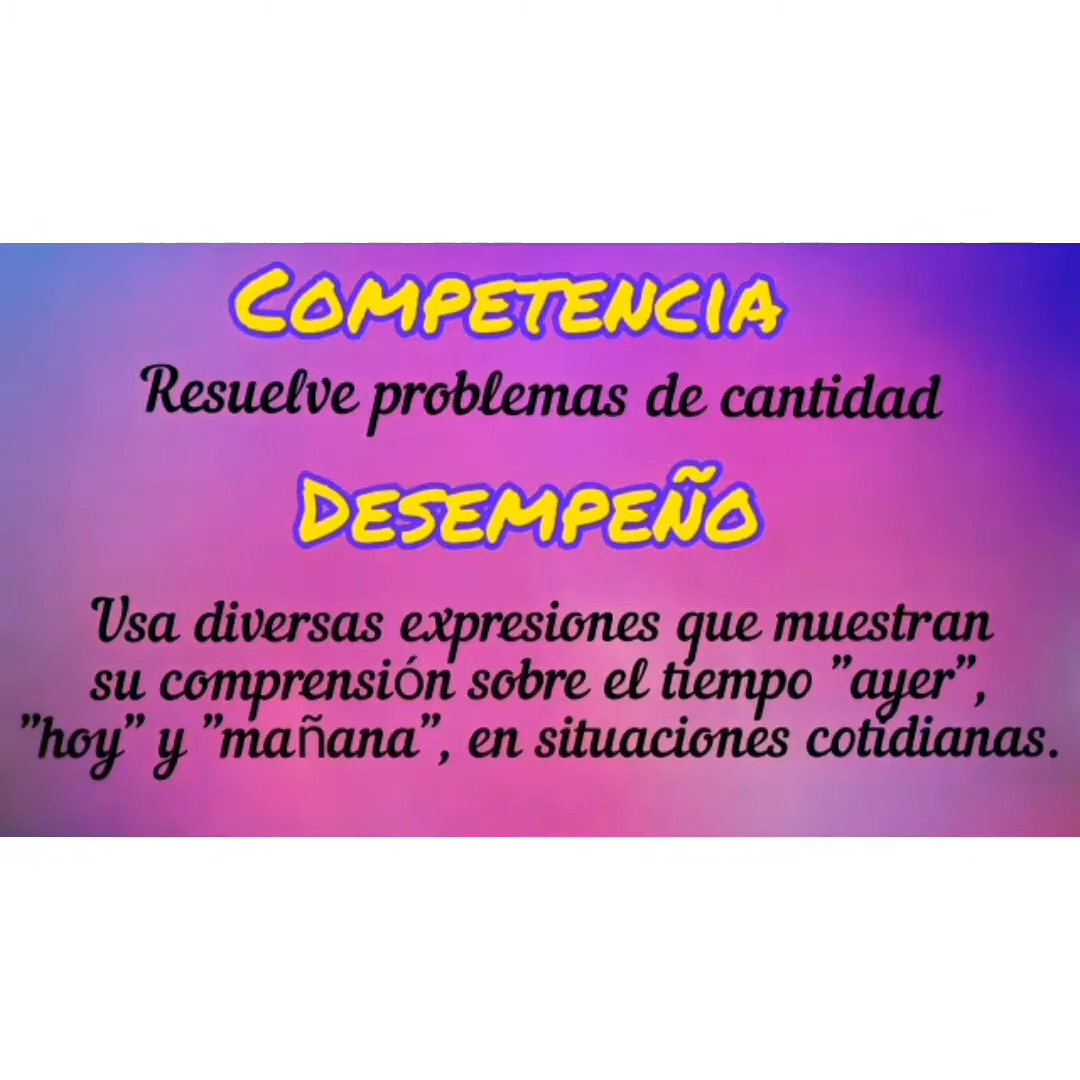 COMPETENCIA
Resuelve problemas de cantidad
DESEMPEÑO
Usa diversas expresiones que muestran
su comprensión sobre el tiempo "ayer",
"hoy" y "mañana", en situaciones cotidianas.